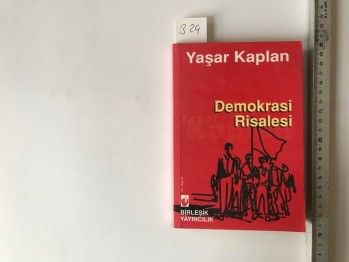 B.24
Yaşar Kaplan
Demokrasi
Risalesi
BİRLEŞİK
YAYINCILIK